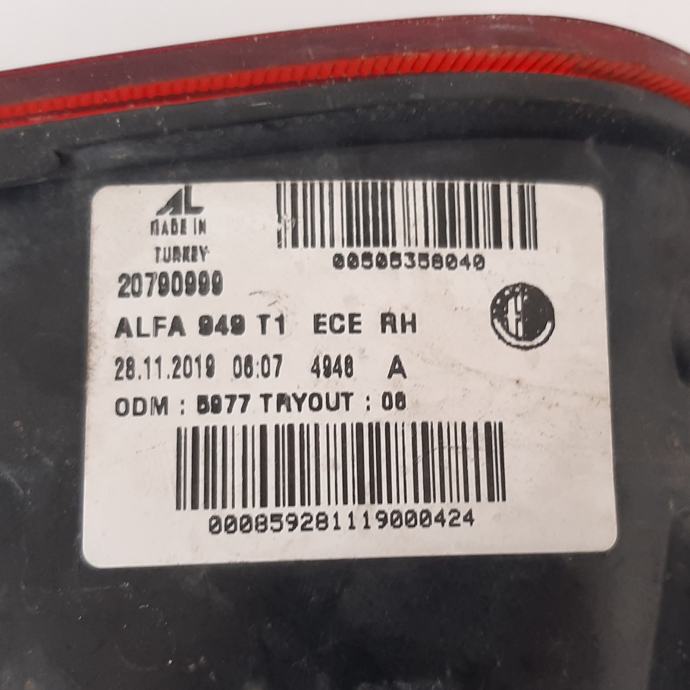 AL
MADE IN
TURKEY
00505358040
20790999
ALFA 949 T1 ECE RH
28.11.2019 06:07 4948 A
ODM : 5977 TRYOUT : 06
000859281119000424